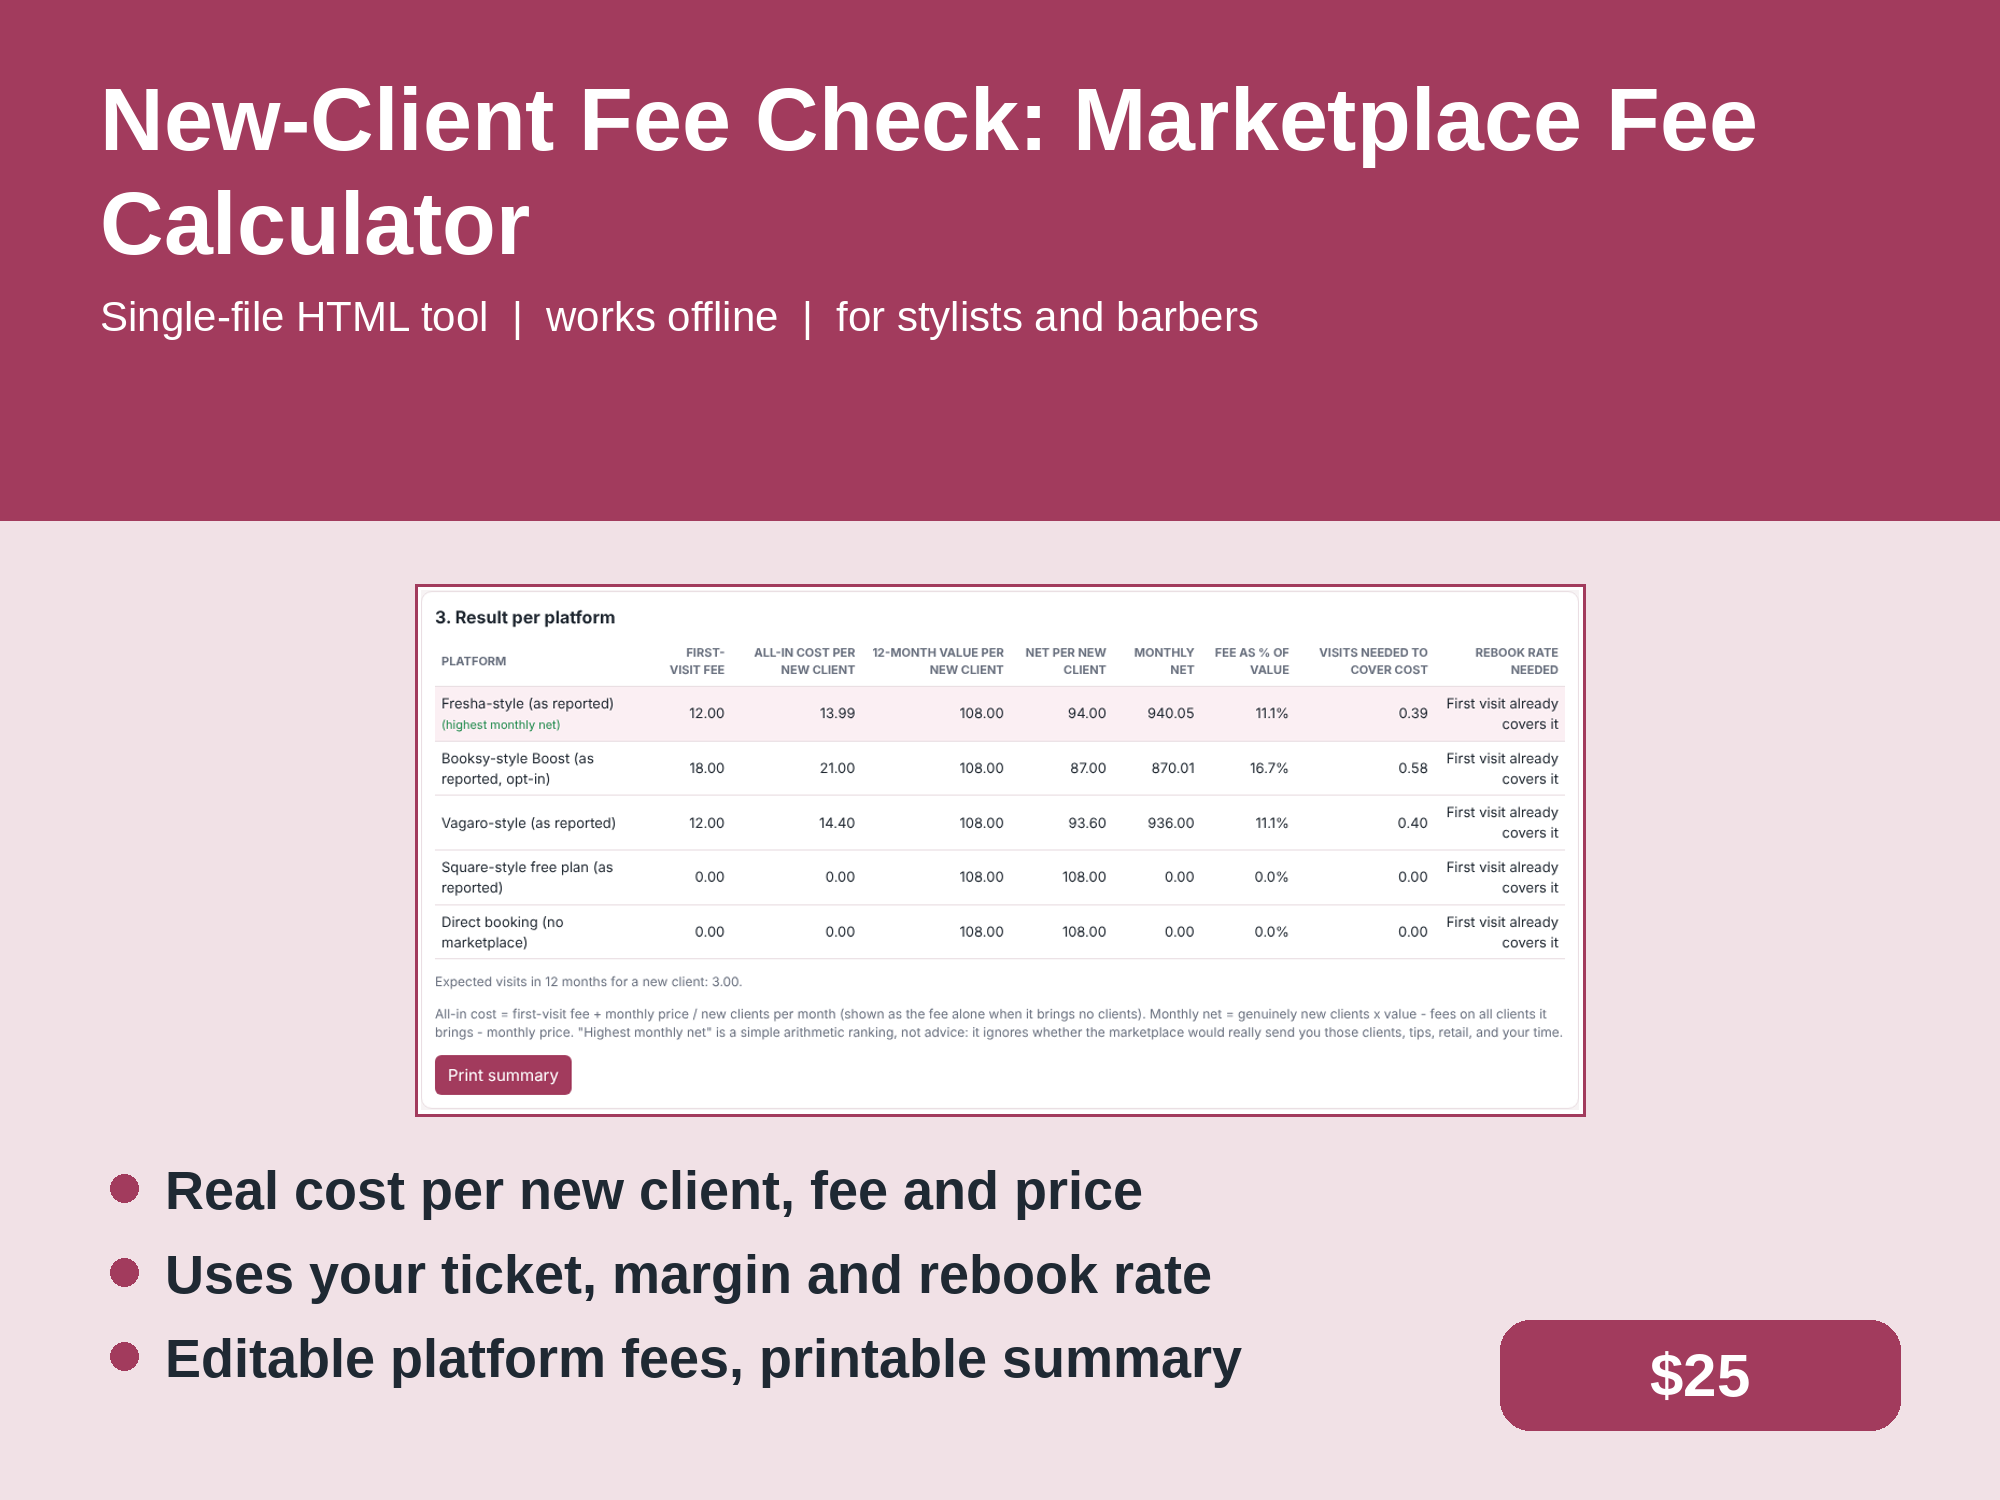 New-Client Fee Check: Marketplace Fee
Calculator
Single-file HTML tool | works offline | for stylists and barbers
3. Result per platform
PLATFORM FIRST-VISIT FEE ALL-IN COST PER NEW CLIENT 12-MONTH VALUE PER NEW CLIENT NET PER NEW CLIENT MONTHLY NET FEE AS % OF VALUE VISITS NEEDED TO COVER COST REBOOK RATE NEEDED
Fresha-style (as reported) (highest monthly net) 12.00 13.99 108.00 94.00 940.05 11.1% 0.39 First visit already covers it
Booksy-style Boost (as reported, opt-in) 18.00 21.00 108.00 87.00 870.01 16.7% 0.58 First visit already covers it
Vagaro-style (as reported) 12.00 14.40 108.00 93.60 936.00 11.1% 0.40 First visit already covers it
Square-style free plan (as reported) 0.00 0.00 108.00 108.00 0.00 0.0% 0.00 First visit already covers it
Direct booking (no marketplace) 0.00 0.00 108.00 108.00 0.00 0.0% 0.00 First visit already covers it
Expected visits in 12 months for a new client: 3.00.
All-in cost = first-visit fee + monthly price / new clients per month (shown as the fee alone when it brings no clients). Monthly net = genuinely new clients x value - fees on all clients it
brings - monthly price. "Highest monthly net" is a simple arithmetic ranking, not advice: it ignores whether the marketplace would really send you those clients, tips, retail, and your time.
Print summary
Real cost per new client, fee and price
Uses your ticket, margin and rebook rate
Editable platform fees, printable summary
$25